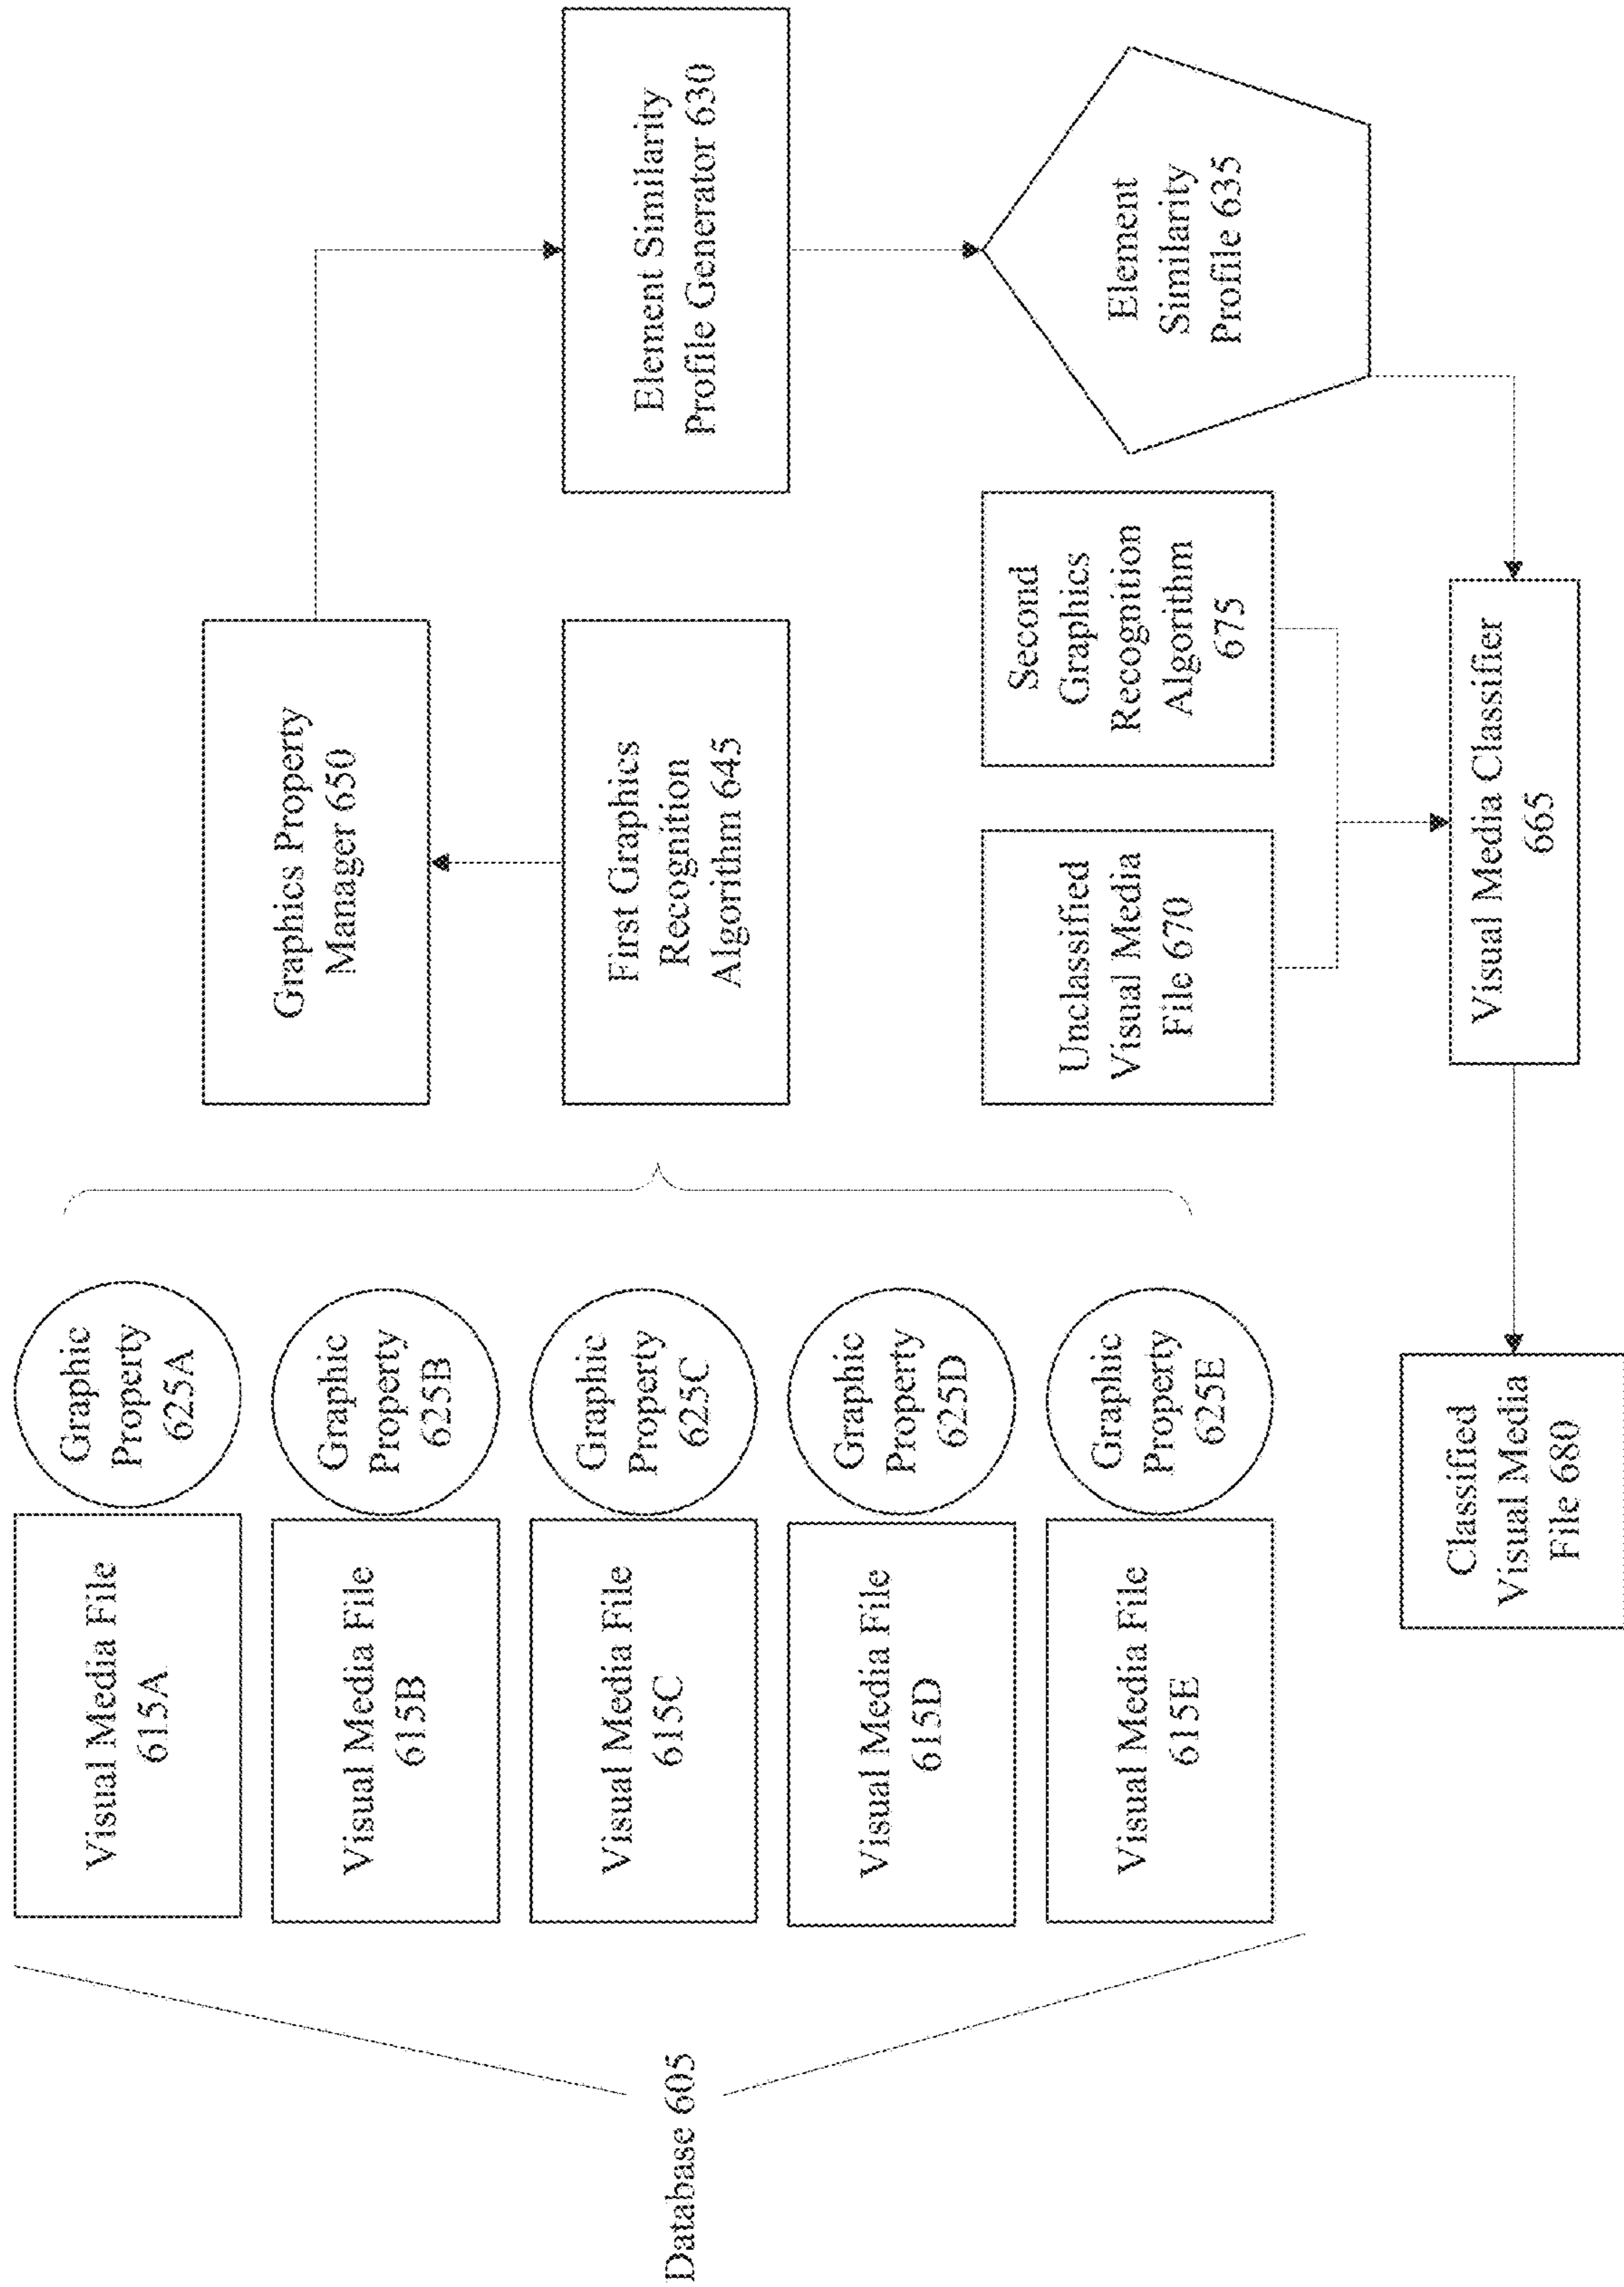 Database 605
Visual Media File
615A
Graphic
Property
625A
Visual Media File
615B
Graphic
Property
625B
Visual Media File
615C
Graphic
Property
625C
Visual Media File
615D
Graphic
Property
625D
Visual Media File
615E
Graphic
Property
625E
Graphics Property
Manager 650
First Graphics
Recognition
Algorithm 645
Element Similarity
Profile Generator 630
Element
Similarity
Profile 635
Unclassified
Visual Media
File 670
Second
Graphics
Recognition
Algorithm
675
Visual Media Classifier
665
Classified
Visual Media
File 680